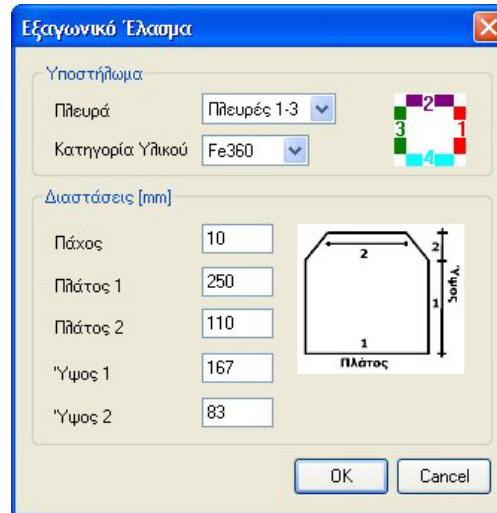 Εξαγωνικό Έλασμα
Υποστήλωμα
Πλευρά
Πλευρές 1-3
Κατηγορία Υλικού
Fe360
2
3
1
4
Διαστάσεις [mm]
Πάχος
10
Πλάτος 1
250
Πλάτος 2
110
Ύψος 1
167
Ύψος 2
83
2
2
Ύψος
1
1
Πλάτος
OK
Cancel